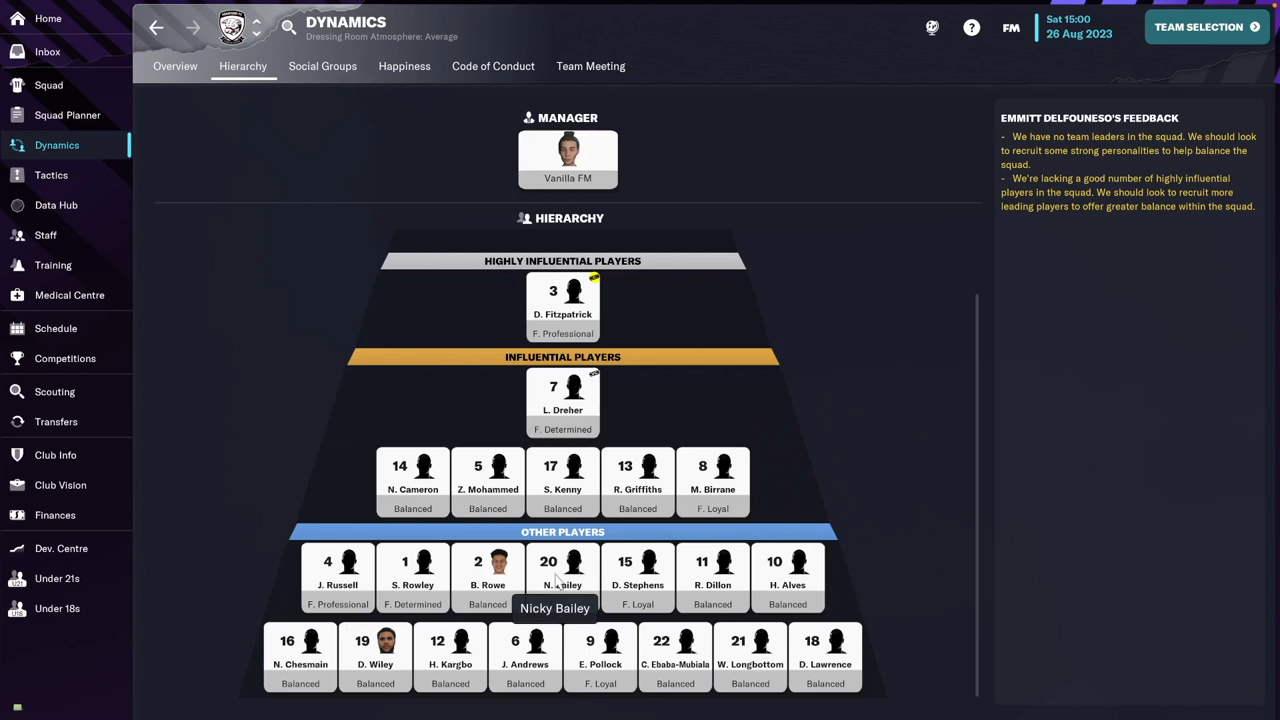 Home
Inbox
Squad
Squad Planner
Dynamics
Tactics
Data Hub
Staff
Training
Medical Centre
Schedule
Competitions
Scouting
Transfers
Club Info
Club Vision
Finances
Dev. Centre
Under 21s
Under 18s
DYNAMICS
Dressing Room Atmosphere: Average
FM
Sat 15:00
26 Aug 2023
TEAM SELECTION
Overview
Hierarchy
Social Groups
Happiness
Code of Conduct
Team Meeting
MANAGER
Vanilla FM
HIERARCHY
HIGHLY INFLUENTIAL PLAYERS
3
D. Fitzpatrick
F. Professional
INFLUENTIAL PLAYERS
7
L. Dreher
F. Determined
14 5 17 13 8
N. Cameron Z. Mohammed S. Kenny R. Griffiths M. Birrane
Balanced Balanced Balanced Balanced F. Loyal
OTHER PLAYERS
4 1 2 20 15 11 10
J. Russell S. Rowley B. Rowe N. Bailey D. Stephens R. Dillon H. Alves
F. Professional F. Determined Balanced F. Loyal Balanced Balanced
Nicky Bailey
16 19 12 6 9 22 21 18
N. Chesmain D. Wiley H. Kargbo J. Andrews E. Pollock C. Ebaba-Mubiala W. Longbottom D. Lawrence
Balanced Balanced Balanced Balanced F. Loyal Balanced Balanced Balanced
EMMITT DELFOUNESO'S FEEDBACK
- We have no team leaders in the squad. We should look
to recruit some strong personalities to help balance the
squad.
- We're lacking a good number of highly influential
players in the squad. We should look to recruit more
leading players to offer greater balance within the squad.